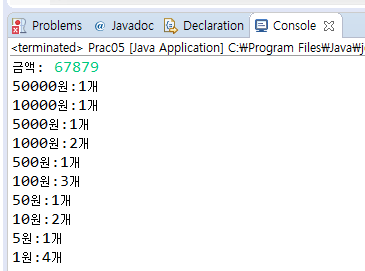 Problems @ Javadoc Declaration Console
<terminated> Prac05 [Java Application] C:₩Program Files₩Java₩j
금액: 67879
50000원:1개
10000원:1개
5000원:1개
1000원:2개
500원:1개
100원:3개
50원:1개
10원:2개
5원:1개
1원:4개